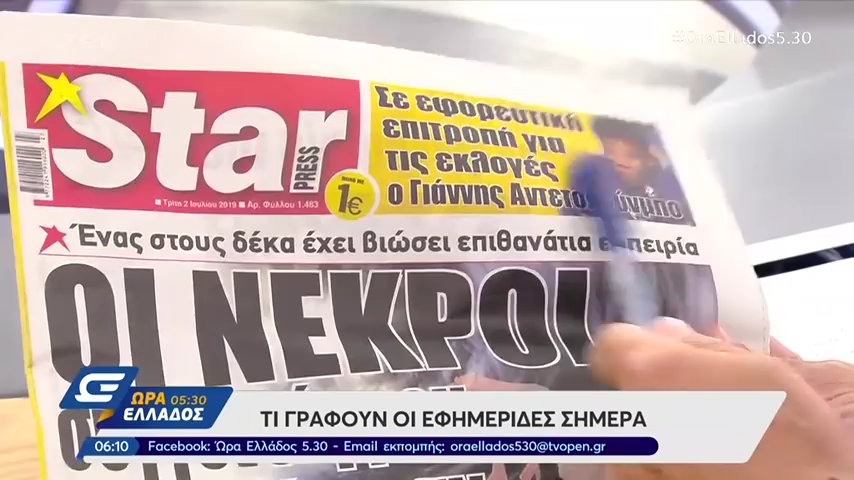 #OraEllados5.30
Star
PRESS
Τρίτη 2 Ιουλίου 2019 Αρ. Φύλλου 1.483
1€
Σε εφορευτική
επιτροπή για
τις εκλογές
ο Γιάννης
Ένας στους δέκα έχει βιώσει επιθανάτια
ΟΙ ΝΕΚΡΟΙ
ΩΡΑ 05:30
ΕΛΛΑΔΟΣ
ΤΙ ΓΡΑΦΟΥΝ ΟΙ ΕΦΗΜΕΡΙΔΕΣ ΣΗΜΕΡΑ
06:10 Facebook: Ώρα Ελλάδος 5.30 - Email εκπομπής: oraellados530@tvopen.gr